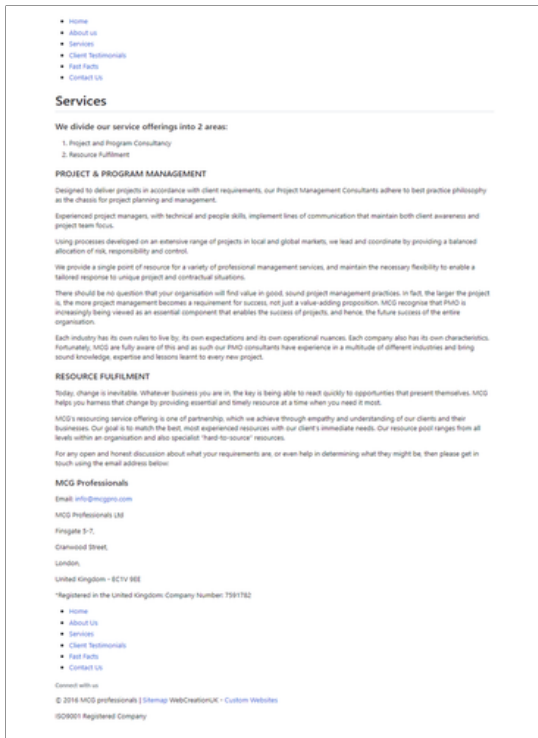 Home
About us
Services
Client Testimonials
Fast Facts
Contact Us
Services
We divide our service offerings into 2 areas:
1. Project and Program Consultancy
2. Resource Fulfilment
PROJECT & PROGRAM MANAGEMENT
Designed to deliver projects in accordance with client requirements, our Project Management Consultants adhere to best practice philosophy
as the chassis for project planning and management.
Experienced project managers, with technical and people skills, implement lines of communication that maintain both client awareness and
project team focus.
Using processes developed on an extensive range of projects in local and global markets, we lead and coordinate by providing a balanced
allocation of risk, responsibility and control.
We provide a single point of resource for a variety of professional management services, and maintain the necessary flexibility to enable a
tailored response to unique project and contractual situations.
There should be no question that your organisation will find value in good, sound project management practices. In fact, the larger the project
is, the more project management becomes a requirement for success, not just a value-adding proposition. MCG recognise that PMO is
increasingly being viewed as an essential component that enables the success of projects, and hence, the future success of the entire
organisation.
Each industry has its own rules to live by, its own expectations and its own operational nuances. Each company also has its own characteristics.
Fortunately, MCG are fully aware of this and as such our PMO consultants have experience in a multitude of different industries and bring
sound knowledge, expertise and lessons learnt to every new project.
RESOURCE FULFILMENT
Today, change is inevitable. Whatever business you are in, the key is being able to react quickly to opportunities that present themselves. MCG
helps you harness that change by providing essential and timely resource at a time when you need it most.
MCG's resourcing service offering is one of partnership, which we achieve through empathy and understanding of our clients and their
businesses. Our goal is to match the best, most experienced resources with our client's immediate needs. Our resource pool ranges from all
levels within an organisation and also specialist "hard-to-source" resources.
For any open and honest discussion about what your requirements are, or even help in determining what they might be, then please get in
touch using the email address below:
MCG Professionals
Email: info@mcgpro.com
MCG Professionals Ltd
Finsgate 5-7,
Cranwood Street,
London,
United Kingdom - EC1V 9EE
*Registered in the United Kingdom: Company Number: 7591782
Home
About Us
Services
Client Testimonials
Fast Facts
Contact Us
Connect with us
© 2016 MCG professionals | Sitemap WebCreationUK - Custom Websites
ISO9001 Registered Company